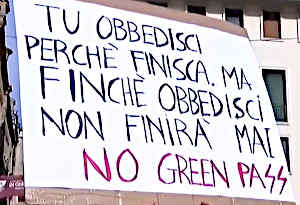 TU OBBEDISCI
PERCHÈ FINISCA. MA
FINCHÈ OBBEDISCI
NON FINIRÀ MAI
NO GREEN PASS